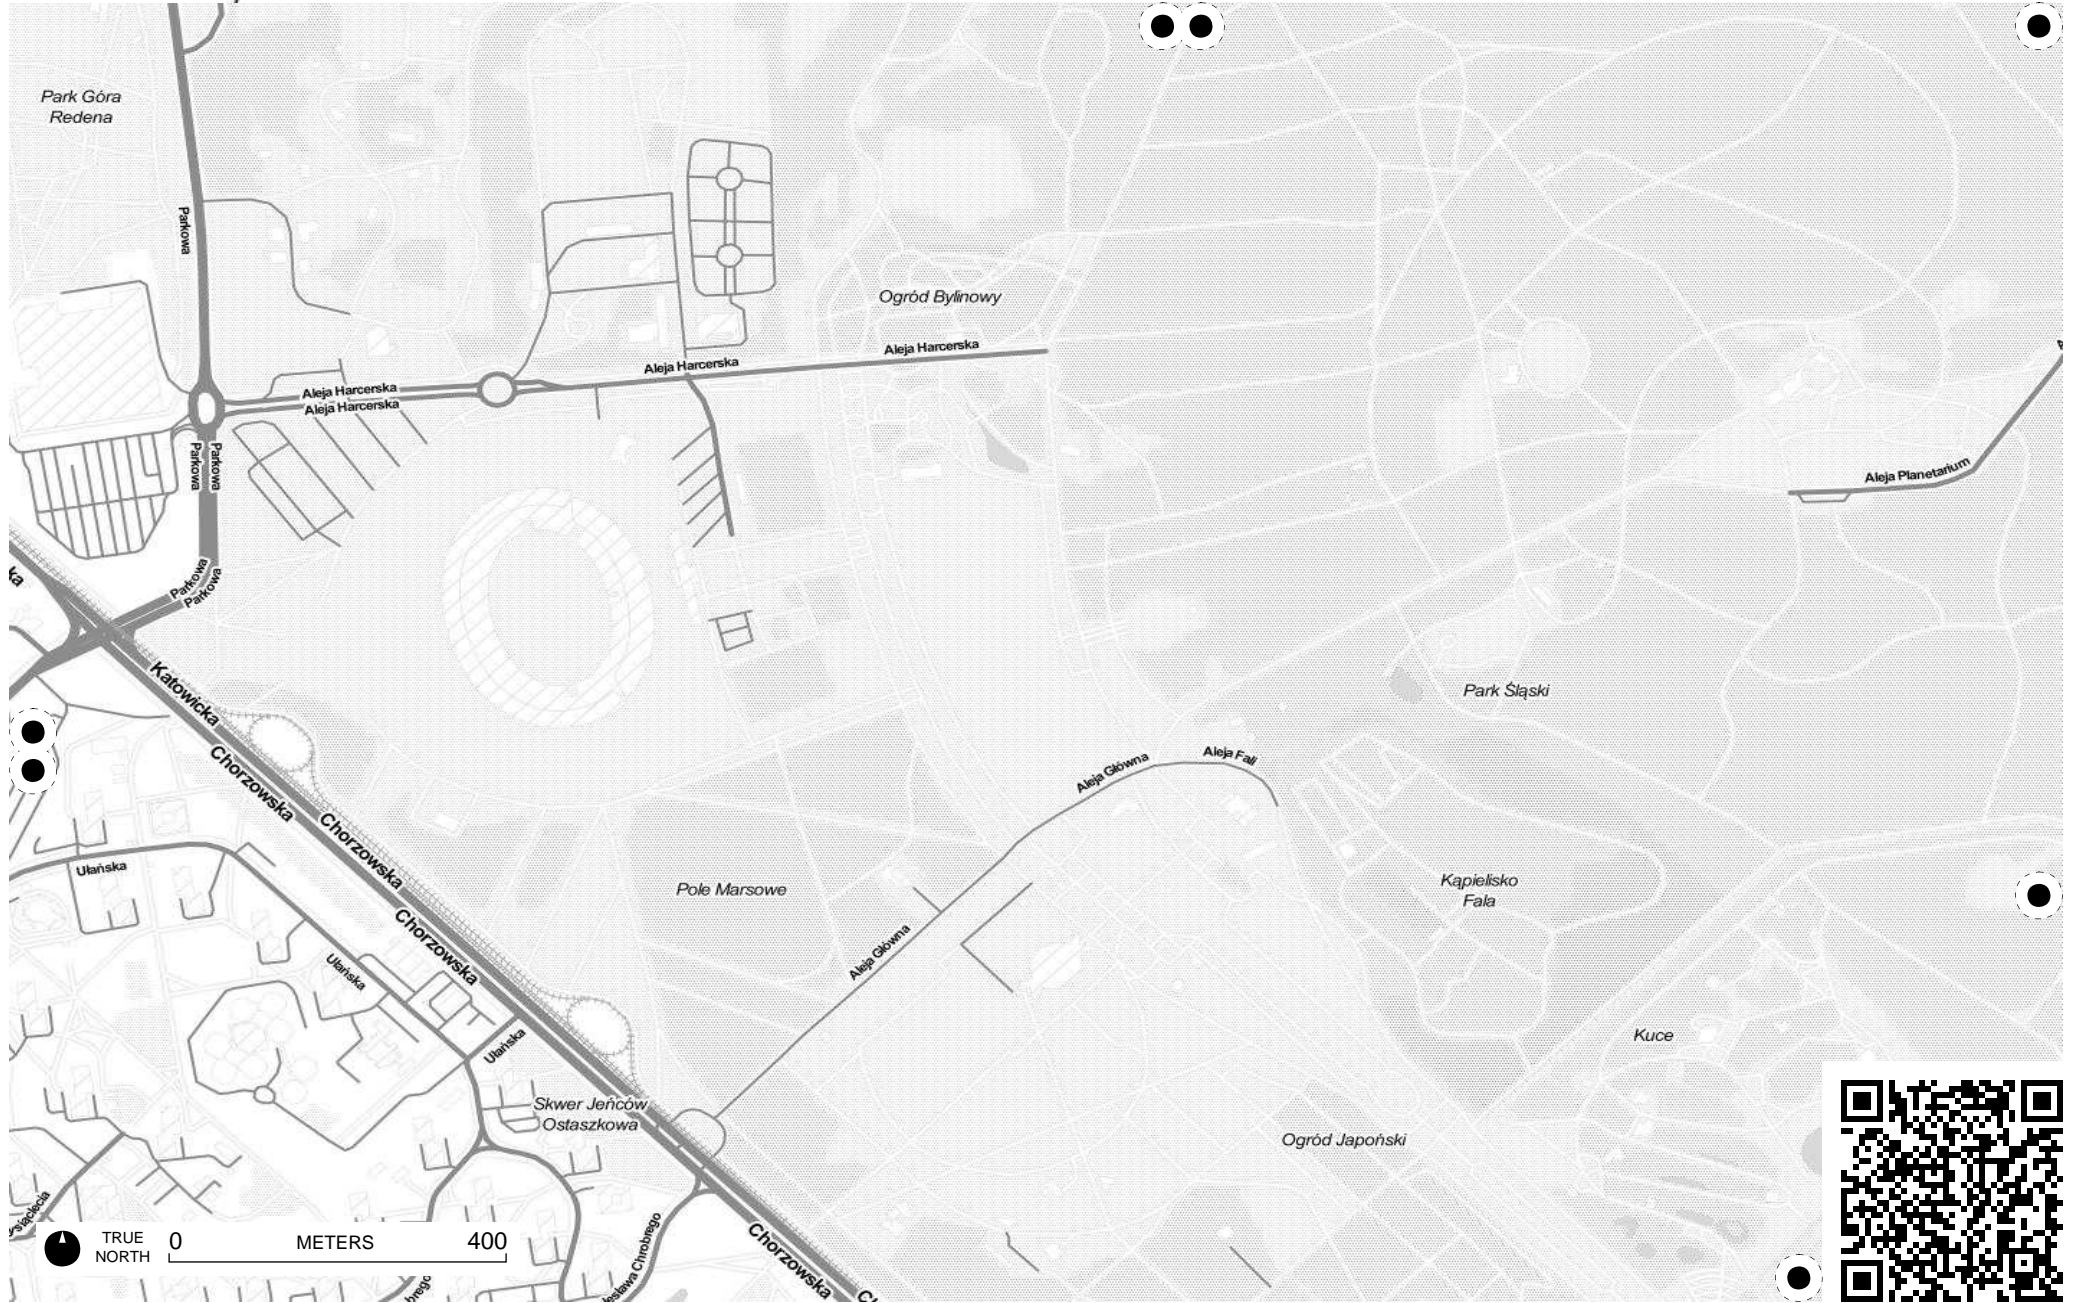 Park Góra
Redena
Parkowa
Ogród Bylinowy
Aleja Harcerska
Aleja Harcerska
Aleja Harcerska
Aleja Harcerska
Parkowa
Parkowa
Aleja Planetarium
Parkowa
Parkowa
Katowicka
Park Śląski
Chorzowska
Aleja Główna
Aleja Fali
Chorzowska
Ułańska
Pole Marsowe
Kąpielisko
Fala
Chorzowska
Aleja Główna
Ułańska
Ułańska
Kuce
Skwer Jeńców
Ostaszkowa
Ogród Japoński
TRUE
NORTH
0 METERS 400
Chorzowska